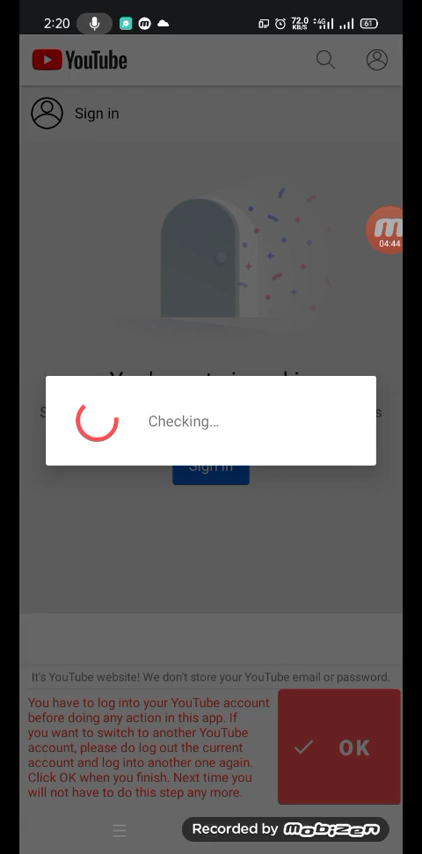 2:20
72.0
KB/S
4G
61
YouTube
Sign in
04:44
S
s
Checking...
Sign in
It's YouTube website! We don't store your YouTube email or password.
You have to log into your YouTube account
before doing any action in this app. If
you want to switch to another YouTube
account, please do log out the current
account and log into another one again.
Click OK when you finish. Next time you
will not have to do this step any more.
OK
Recorded by mobizen